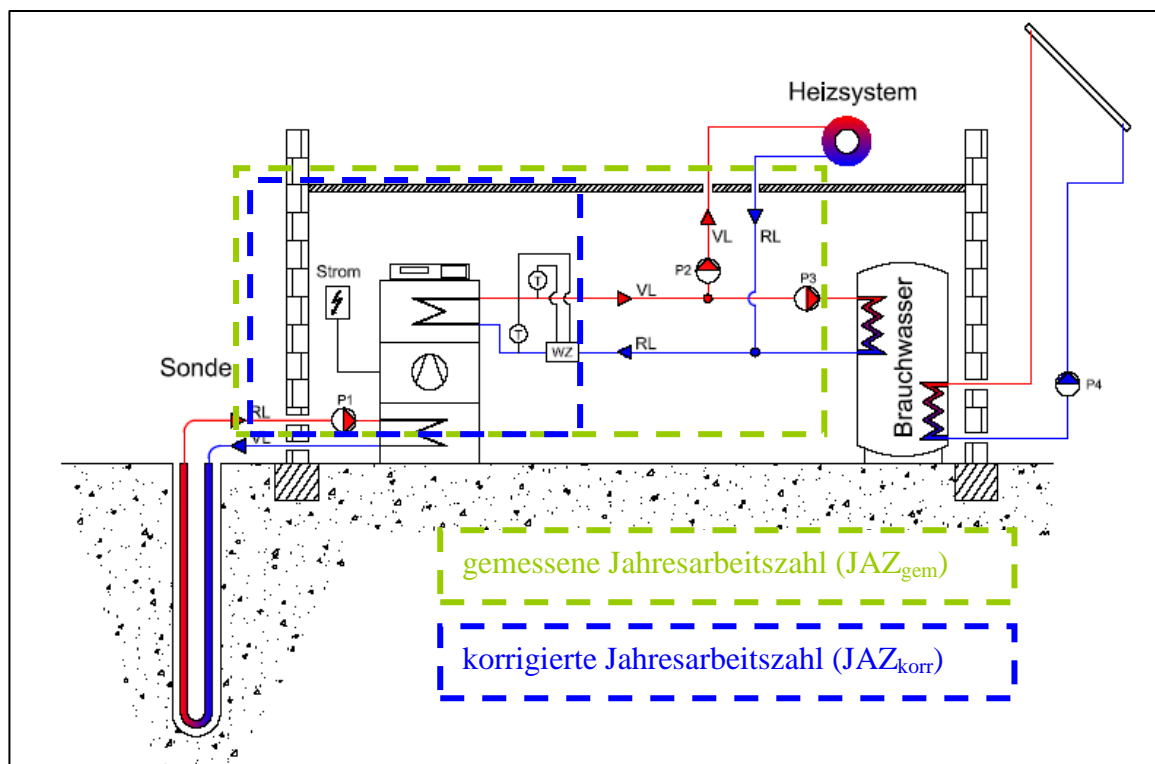 Heizsystem
VL
RL
P2
P3
Strom
T
VL
T
WZ
RL
Sonde
P1
RL
VL
Brauchwasser
P4
gemessene Jahresarbeitszahl (JAZgem)
korrigierte Jahresarbeitszahl (JAZkorr)